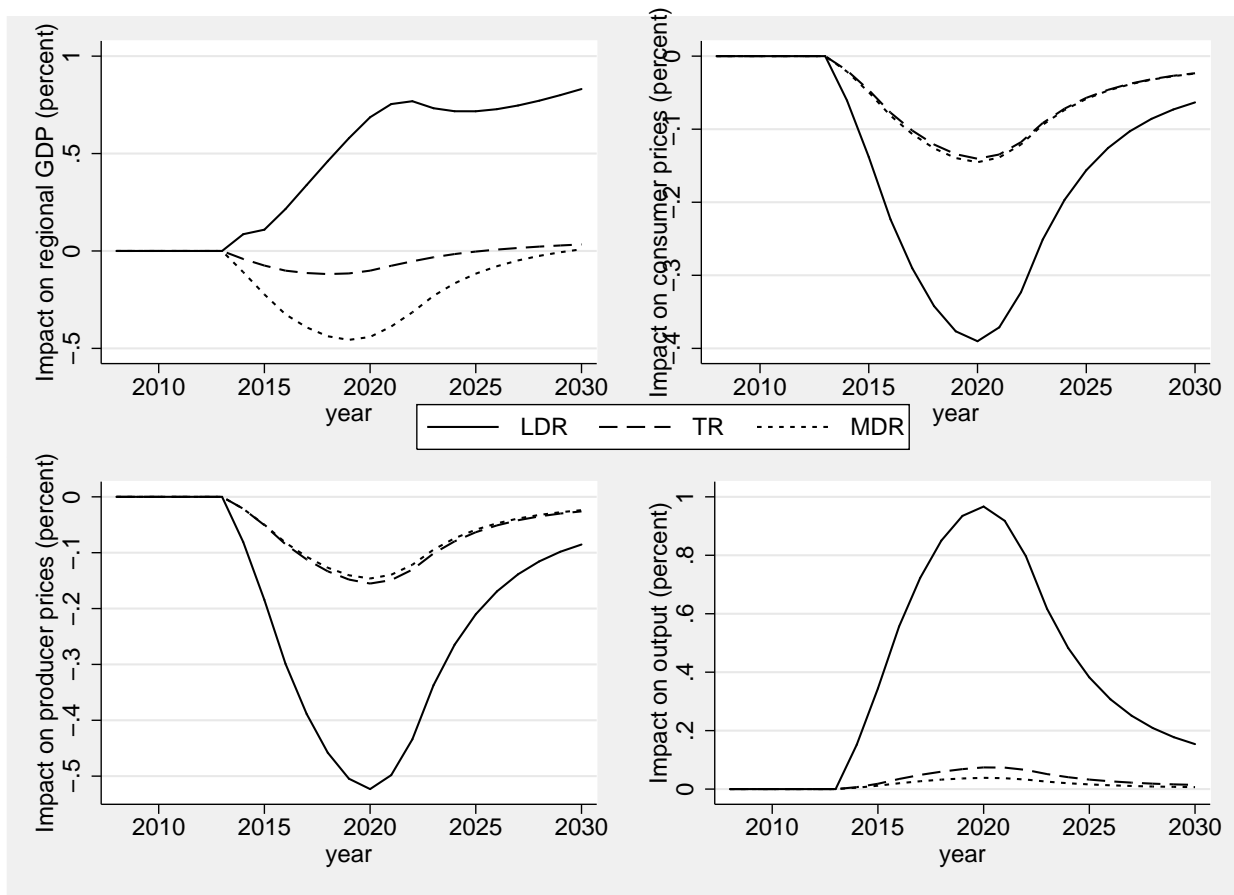 Impact on regional GDP (percent)
1
.5
0
−.5
2010 2015 2020 2025 2030
year
Impact on consumer prices (percent)
0
−.1
−.2
−.3
−.4
2010 2015 2020 2025 2030
year
LDR TR MDR
Impact on producer prices (percent)
0
−.1
−.2
−.3
−.4
−.5
2010 2015 2020 2025 2030
year
Impact on output (percent)
1
.8
.6
.4
.2
0
2010 2015 2020 2025 2030
year